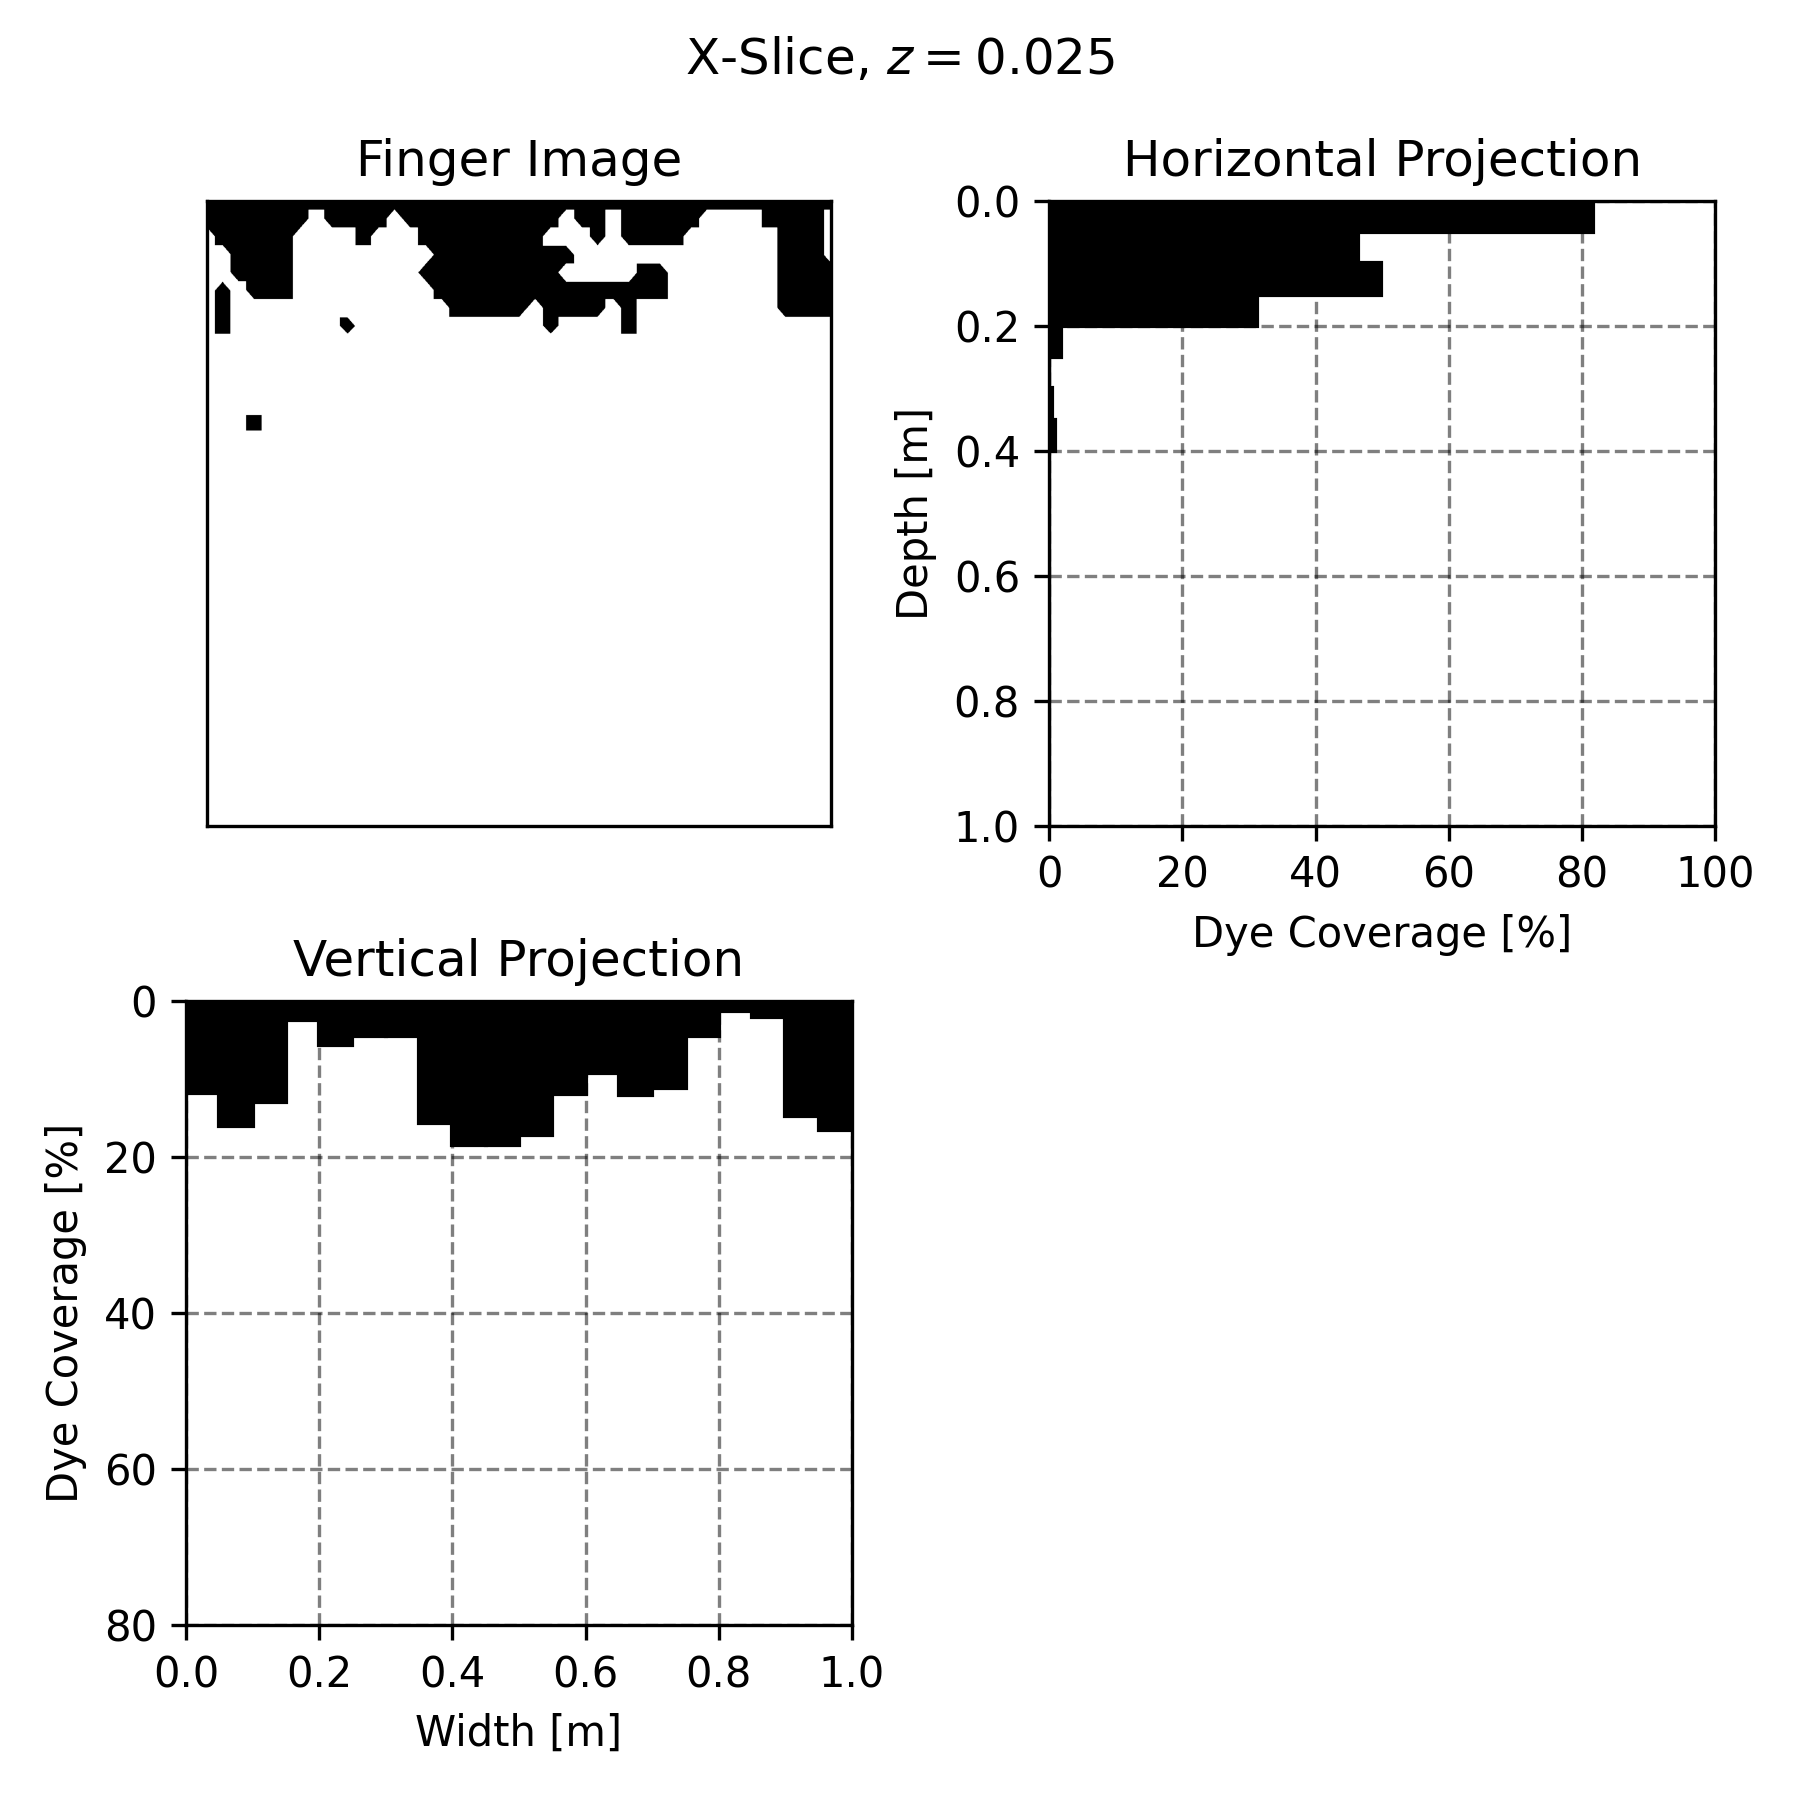 X-Slice, z = 0.025
Finger Image
Horizontal Projection
0.0
0.2
0.4
0.6
0.8
1.0
Depth [m]
0 20 40 60 80 100
Dye Coverage [%]
Vertical Projection
0
20
40
60
80
Dye Coverage [%]
0.0 0.2 0.4 0.6 0.8 1.0
Width [m]